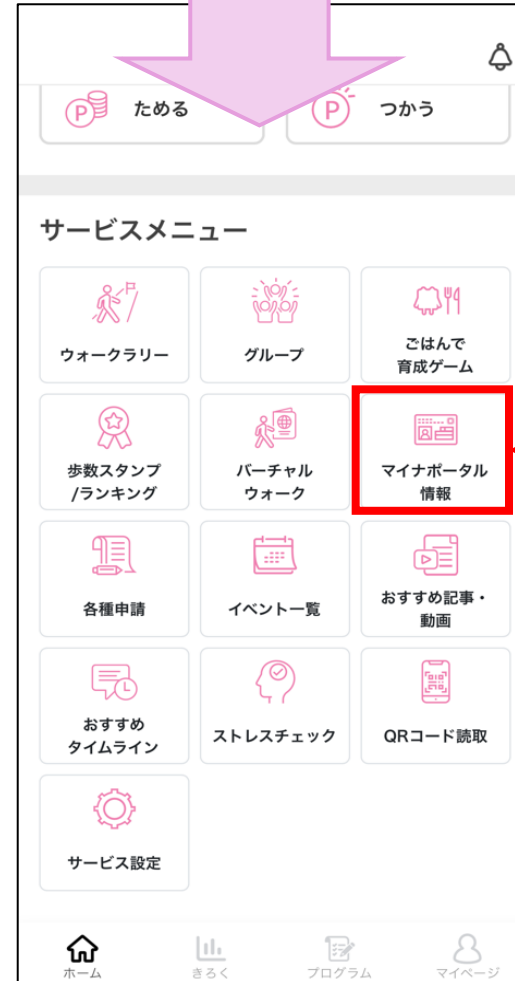 P ためる
P つかう
サービスメニュー
P
ウォークラリー
グループ
ごはんで
育成ゲーム
歩数スタンプ
/ランキング
バーチャル
ウォーク
マイナポータル
情報
各種申請
イベント一覧
おすすめ記事・
動画
おすすめ
タイムライン
ストレスチェック
QRコード読取
サービス設定
ホーム
きろく
プログラム
マイページ